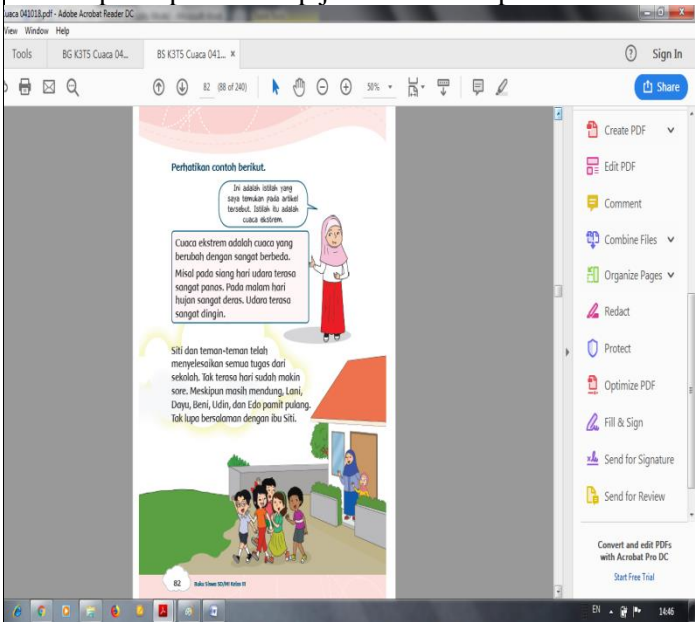 uaca 041018.pdf - Adobe Acrobat Reader DC
View Window Help
Tools BG K3T5 Cuaca 04... BS K3T5 Cuaca 041... × Sign In
82 (88 of 240) 50% Share
Perhatikan contoh berikut.
Ini adalah istilah yang
saya temukan pada artikel
tersebut. Istilah itu adalah
cuaca ekstrem.
Cuaca ekstrem adalah cuaca yang
berubah dengan sangat berbeda.
Misal pada siang hari udara terasa
sangat panas. Pada malam hari
hujan sangat deras. Udara terasa
sangat dingin.
Siti dan teman-teman telah
menyelesaikan semua tugas dari
sekolah. Tak terasa hari sudah makin
sore. Meskipun masih mendung, Lani,
Dayu, Beni, Udin, dan Edo pamit pulang.
Tak lupa bersalaman dengan ibu Siti.
82 Buku Siswa SD/MI Kelas III
Create PDF
Edit PDF
Comment
Combine Files
Organize Pages
Redact
Protect
Optimize PDF
Fill & Sign
Send for Signature
Send for Review
Convert and edit PDFs
with Acrobat Pro DC
Start Free Trial
EN 14:46